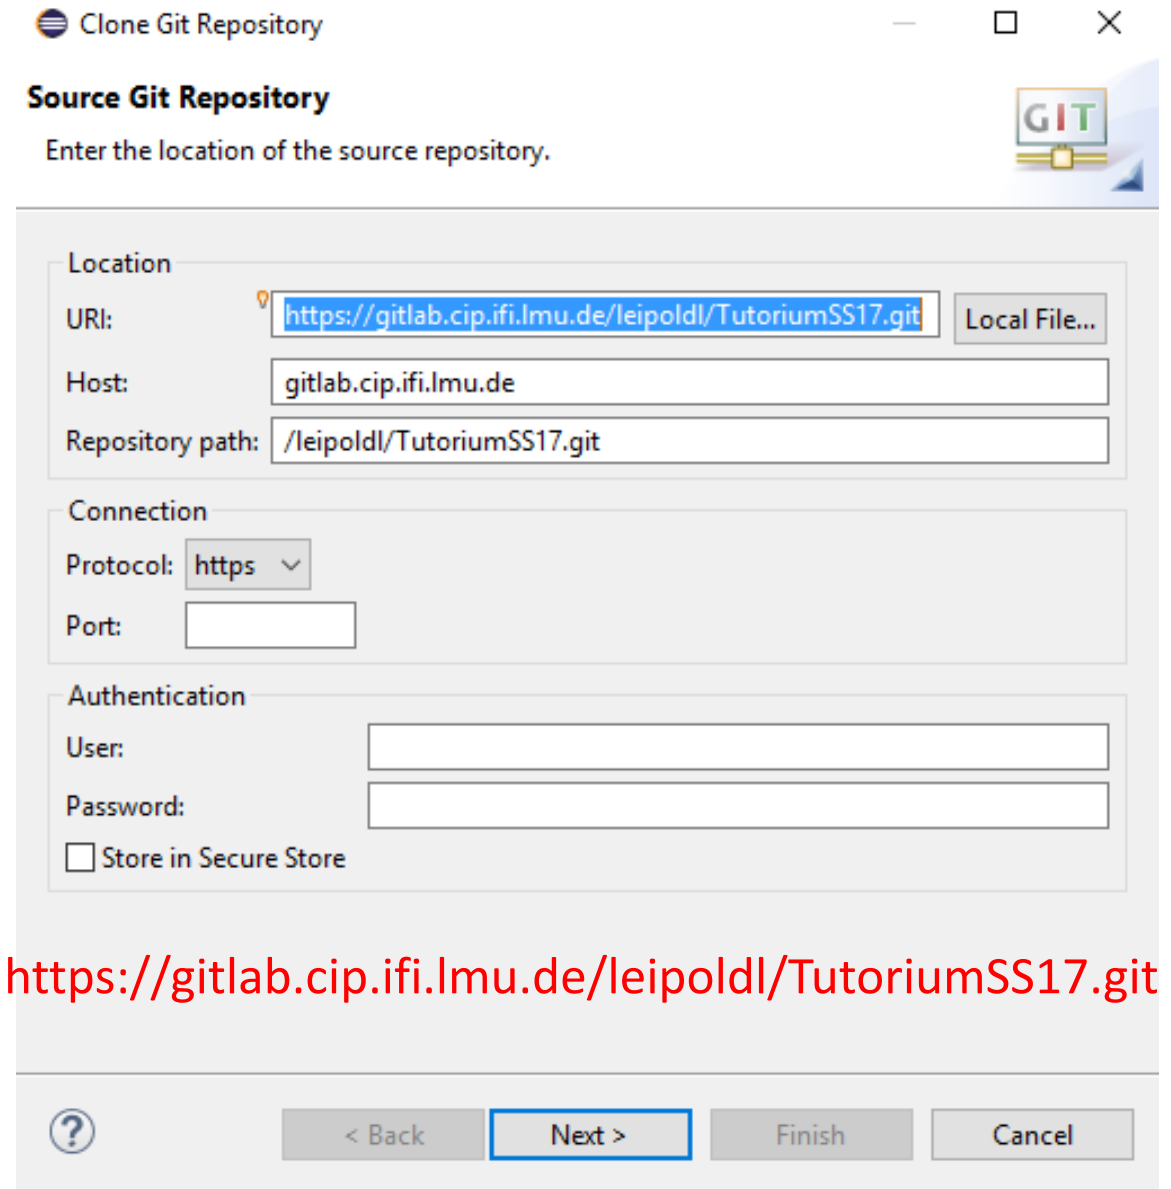 Clone Git Repository
Source Git Repository
Enter the location of the source repository.
GIT
Location
URI: https://gitlab.cip.ifi.lmu.de/leipoldl/TutoriumSS17.git Local File...
Host: gitlab.cip.ifi.lmu.de
Repository path: /leipoldl/TutoriumSS17.git
Connection
Protocol: https
Port:
Authentication
User:
Password:
Store in Secure Store
https://gitlab.cip.ifi.lmu.de/leipoldl/TutoriumSS17.git
? < Back Next > Finish Cancel